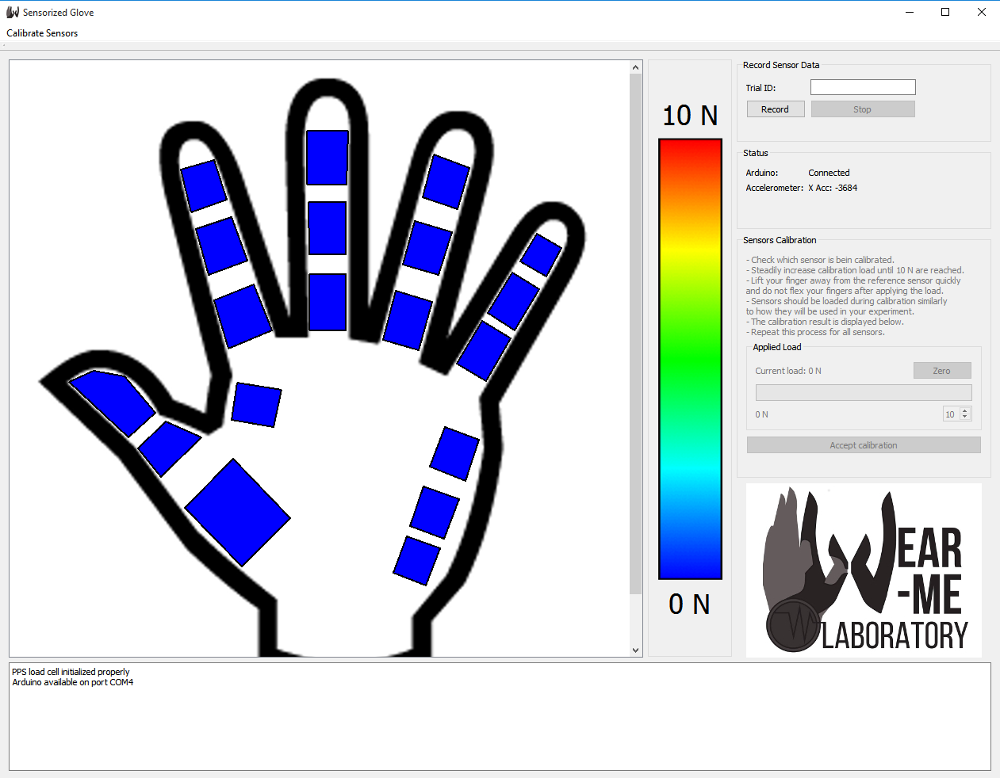 Sensorized Glove
Calibrate Sensors
10 N
0 N
Record Sensor Data
Trial ID:
Record Stop
Status
Arduino: Connected
Accelerometer: X Acc: -3684
Sensors Calibration
- Check which sensor is bein calibrated.
- Steadily increase calibration load until 10 N are reached.
- Lift your finger away from the reference sensor quickly
and do not flex your fingers after applying the load.
- Sensors should be loaded during calibration similarly
to how they will be used in your experiment.
- The calibration result is displayed below.
- Repeat this process for all sensors.
Applied Load
Current load: 0 N Zero
0 N 10
Accept calibration
WEAR
-ME
LABORATORY
PPS load cell initialized properly
Arduino available on port COM4